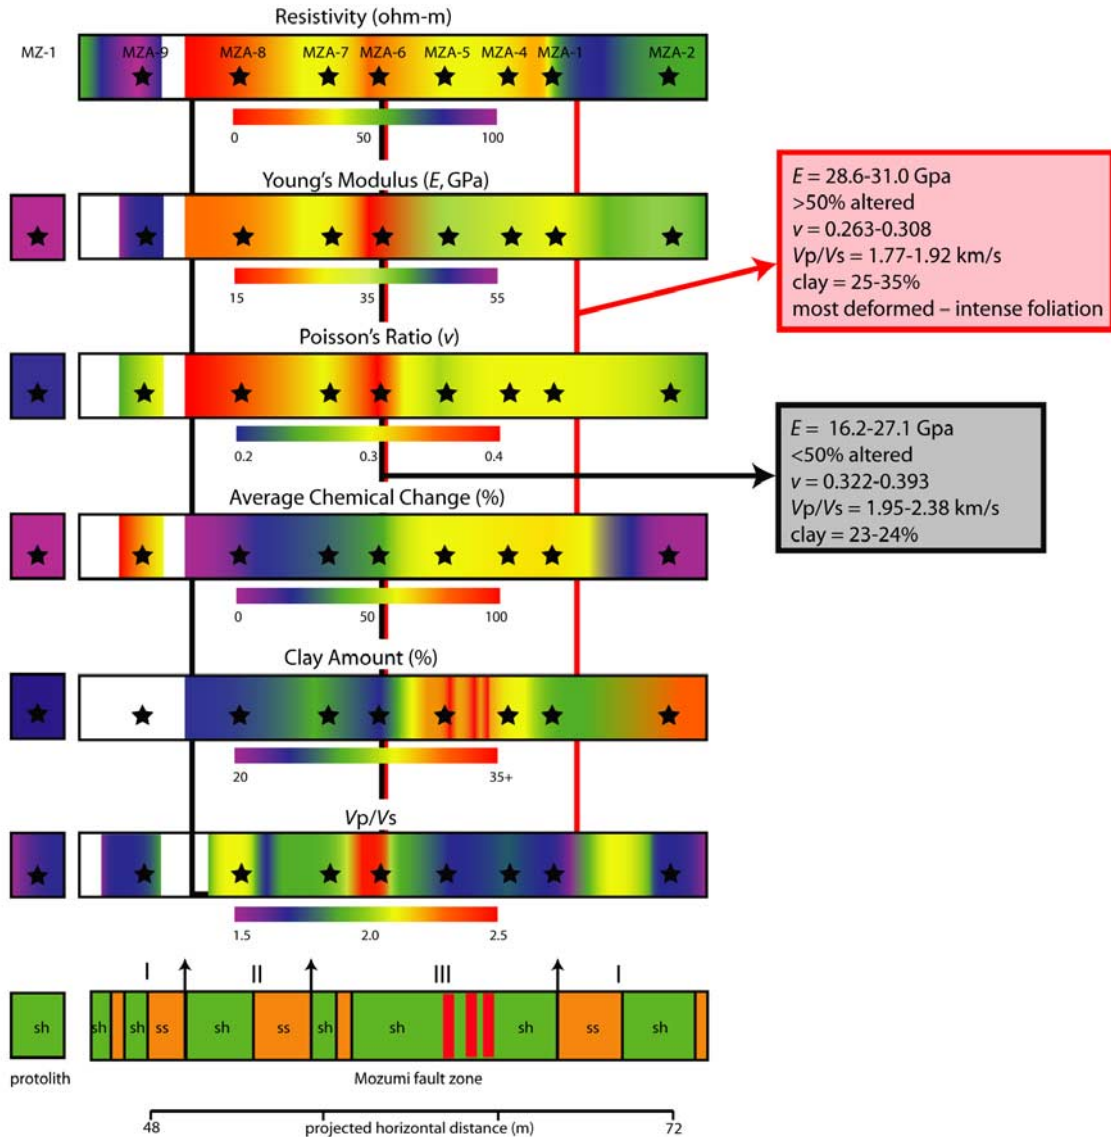 Resistivity (ohm-m)
MZ-1 MZA-9 MZA-8 MZA-7 MZA-6 MZA-5 MZA-4 MZA-1 MZA-2
0 50 100
Young's Modulus (E, GPa)
15 35 55
Poisson's Ratio (v)
0.2 0.3 0.4
Average Chemical Change (%)
0 50 100
Clay Amount (%)
20 35+
Vp/Vs
1.5 2.0 2.5
E = 28.6-31.0 Gpa
>50% altered
v = 0.263-0.308
Vp/Vs = 1.77-1.92 km/s
clay = 25-35%
most deformed – intense foliation
E = 16.2-27.1 Gpa
<50% altered
v = 0.322-0.393
Vp/Vs = 1.95-2.38 km/s
clay = 23-24%
I II III I
sh sh sh ss sh ss sh sh sh ss sh
protolith Mozumi fault zone
48 projected horizontal distance (m) 72